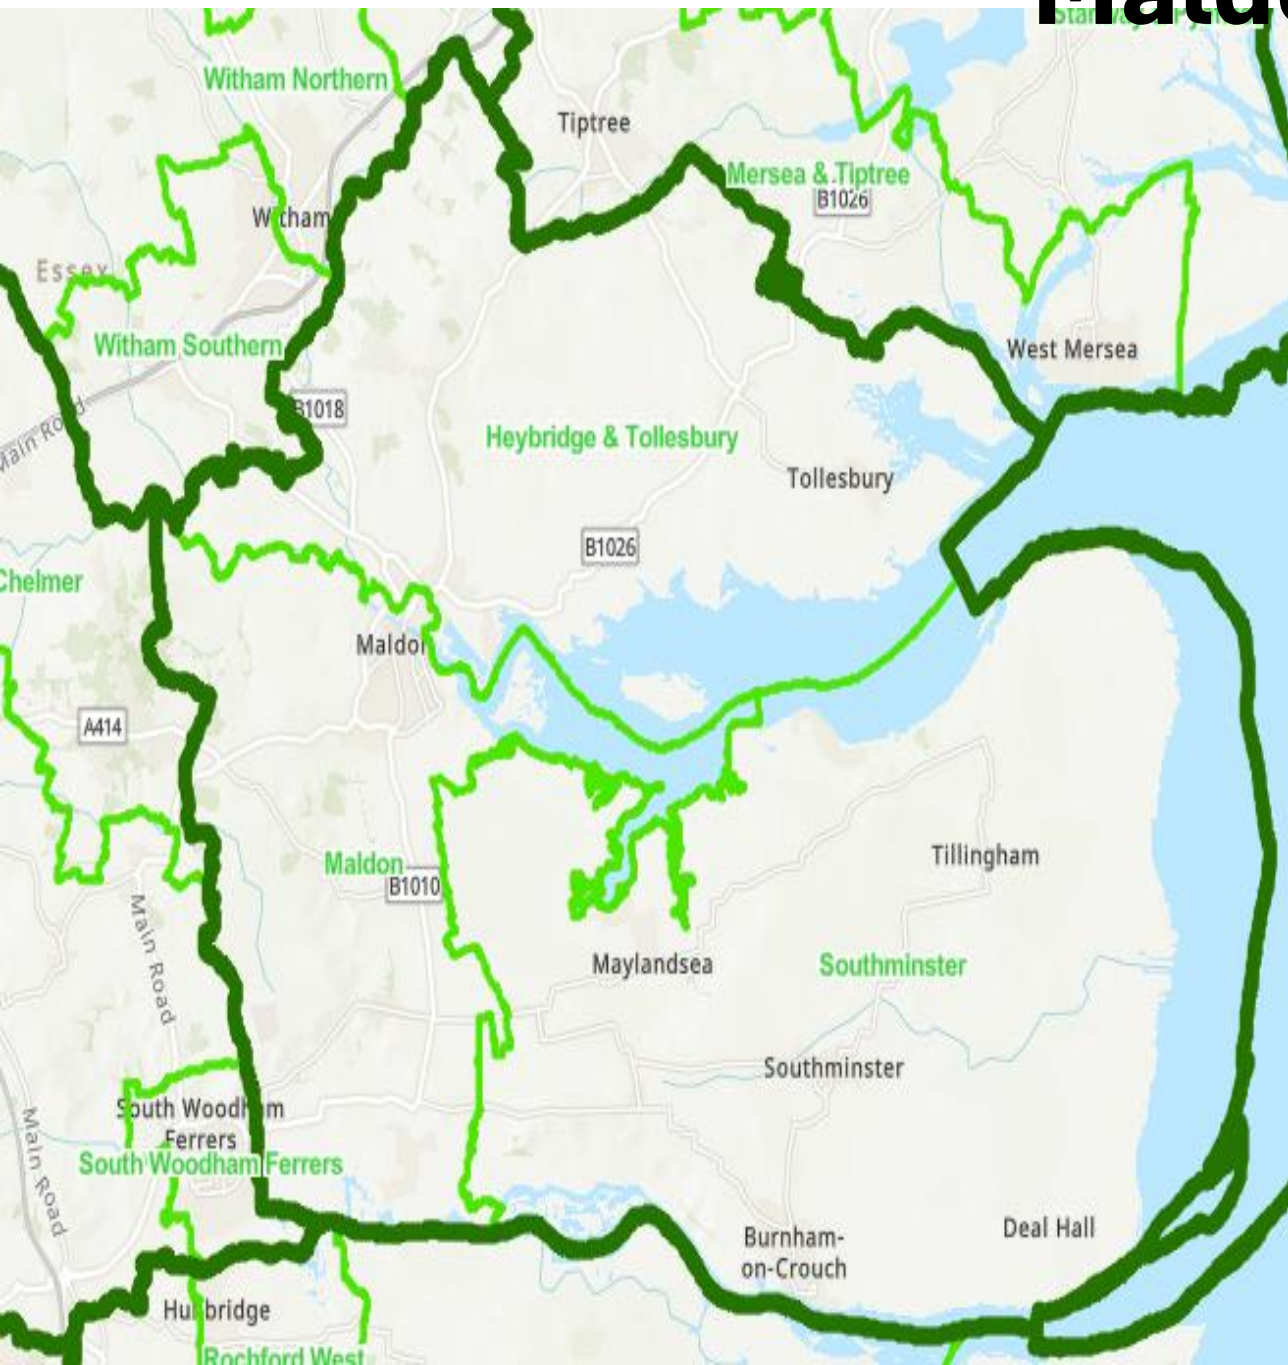 Witham Northern
Tiptree
Mersea & Tiptree
B1026
Witham
Essex
Witham Southern
West Mersea
B1018
Main Road
Heybridge & Tollesbury
Tollesbury
B1026
Chelmer
Maldon
A414
Tillingham
Maldon
B1010
Main Road
Maylandsea
Southminster
Southminster
South Woodham
Ferrers
South Woodham Ferrers
Main Road
Burnham-
on-Crouch
Deal Hall
Hullbridge
Rochford West